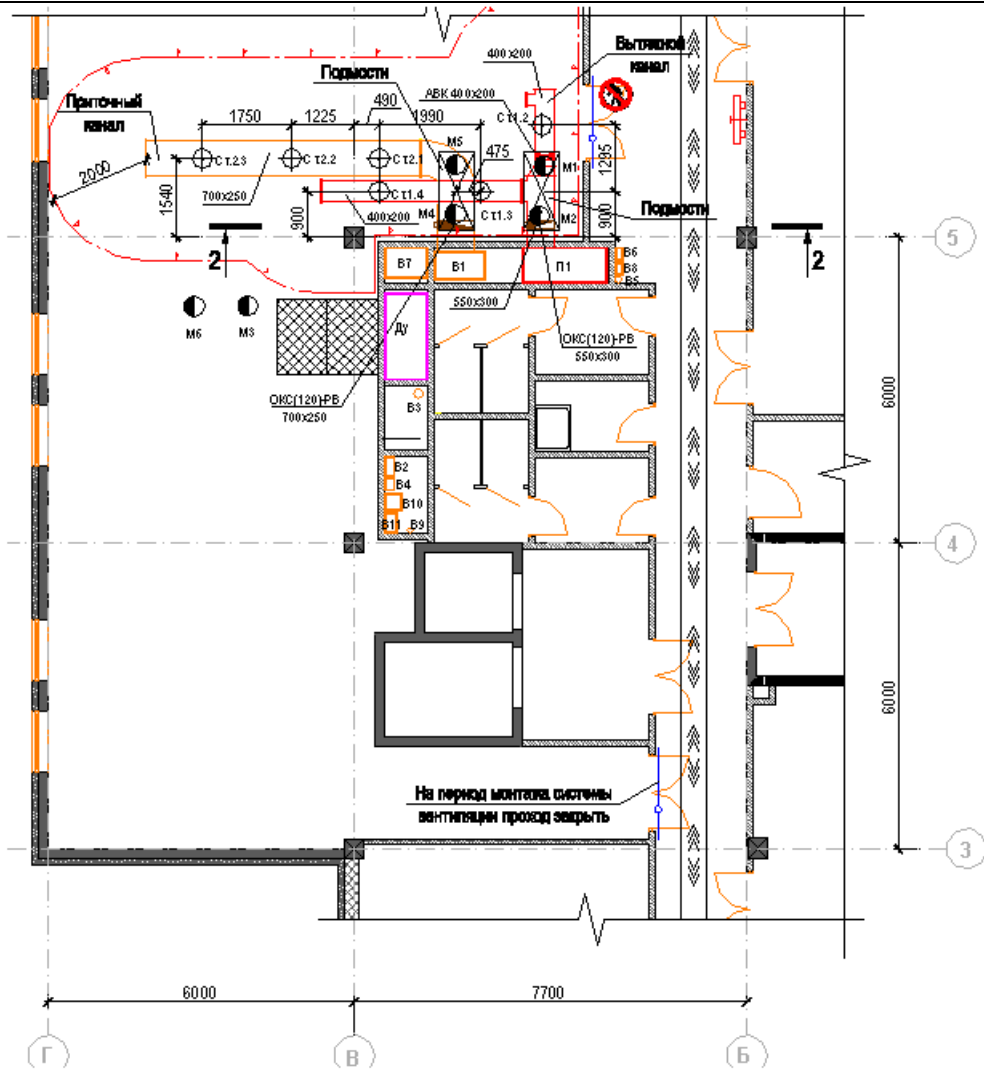 Вытяжной
канал
400х200
Подмости
АВК 400х200
490
Приточный
канал
1750
1225
1990
Ст1.2
М5
475
М1
1295
Ст.2.3
Ст2.2
Ст2.1
2000
1540
700х250
Ст1.4
900
400х200
М4
Ст1.3
М2
900
Подмости
5
2
2
В7
В1
П1
В6
В8
В5
М6
М3
550х300
Ду
ОКС(120)-РВ
550х300
ОКС(120)-РВ
700х250
В3
6000
В2
В4
В10
В11
В9
4
6000
На период монтажа системы
вентиляции проход закрыть
3
6000
7700
Г
В
Б